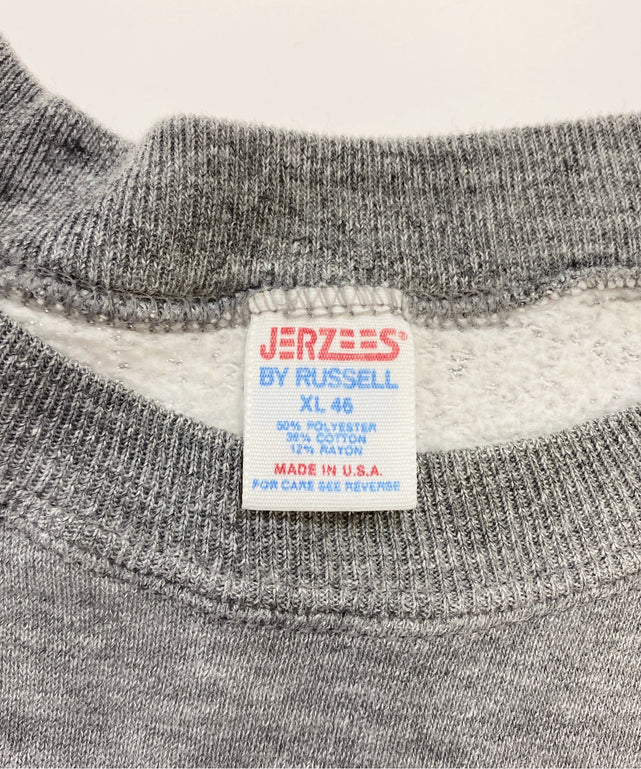 JERZEES®
BY RUSSELL
XL 46
50% POLYESTER
38% COTTON
12% RAYON
MADE IN U.S.A.
FOR CARE SEE REVERSE